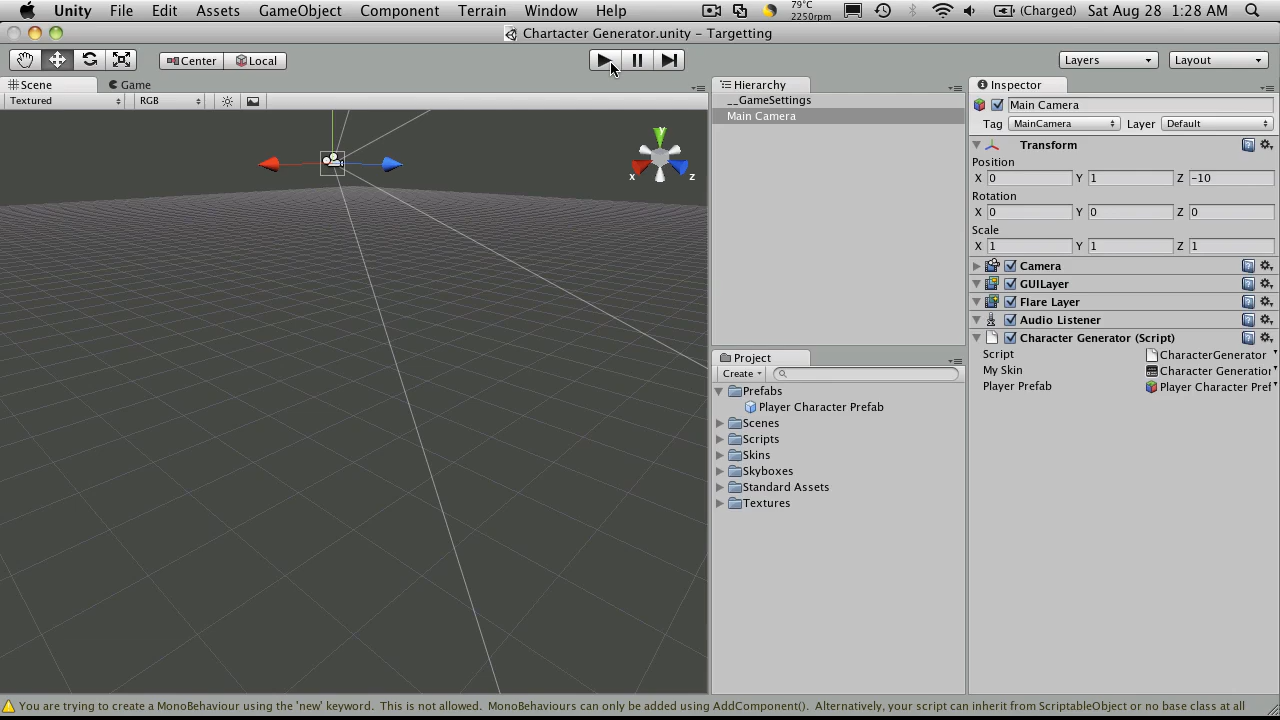 Unity File Edit Assets GameObject Component Terrain Window Help 79°C 2250rpm (Charged) Sat Aug 28 1:28 AM
Chartacter Generator.unity – Targetting
Center Local Layers Layout
Scene Game
Textured RGB
y
x z
Hierarchy
__GameSettings
Main Camera
Project
Create
Prefabs
Player Character Prefab
Scenes
Scripts
Skins
Skyboxes
Standard Assets
Textures
Inspector
Main Camera
Tag MainCamera Layer Default
Transform
Position
X 0 Y 1 Z -10
Rotation
X 0 Y 0 Z 0
Scale
X 1 Y 1 Z 1
Camera
GUILayer
Flare Layer
Audio Listener
Character Generator (Script)
Script CharacterGenerator
My Skin Character Generator
Player Prefab Player Character Pref
You are trying to create a MonoBehaviour using the 'new' keyword. This is not allowed. MonoBehaviours can only be added using AddComponent(). Alternatively, your script can inherit from ScriptableObject or no base class at all